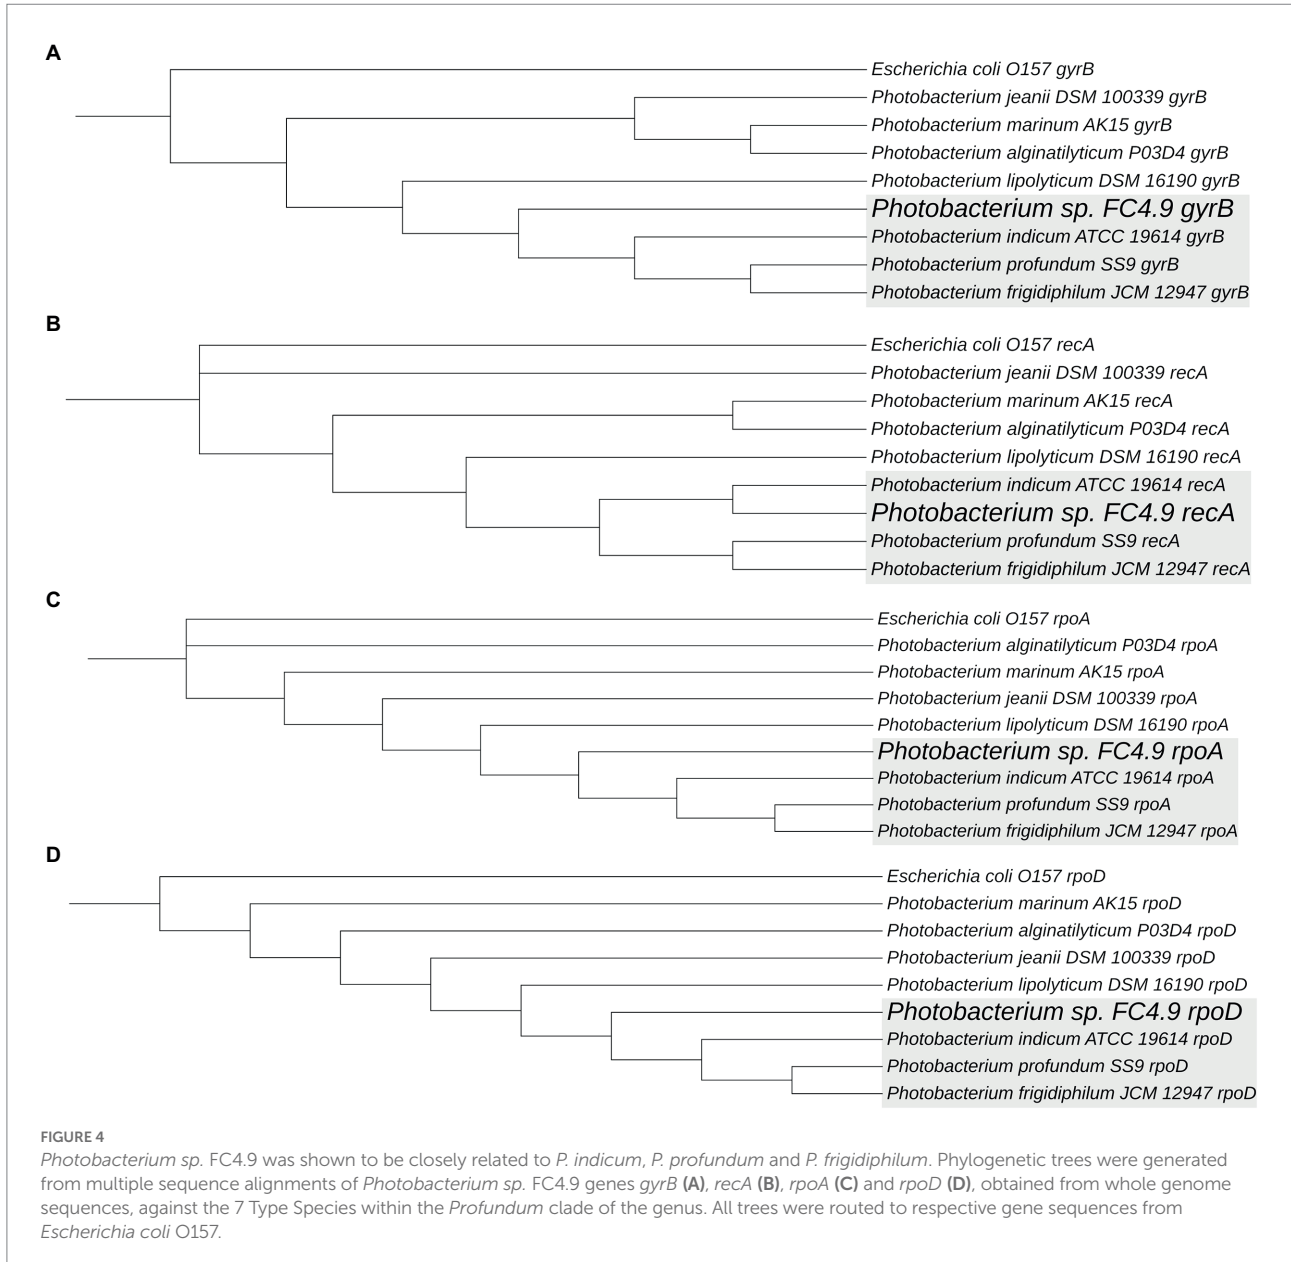 A
Escherichia coli O157 gyrB
Photobacterium jeanii DSM 100339 gyrB
Photobacterium marinum AK15 gyrB
Photobacterium alginatilyticum P03D4 gyrB
Photobacterium lipolyticum DSM 16190 gyrB
Photobacterium sp. FC4.9 gyrB
Photobacterium indicum ATCC 19614 gyrB
Photobacterium profundum SS9 gyrB
Photobacterium frigidiphilum JCM 12947 gyrB
B
Escherichia coli O157 recA
Photobacterium jeanii DSM 100339 recA
Photobacterium marinum AK15 recA
Photobacterium alginatilyticum P03D4 recA
Photobacterium lipolyticum DSM 16190 recA
Photobacterium indicum ATCC 19614 recA
Photobacterium sp. FC4.9 recA
Photobacterium profundum SS9 recA
Photobacterium frigidiphilum JCM 12947 recA
C
Escherichia coli O157 rpoA
Photobacterium alginatilyticum P03D4 rpoA
Photobacterium marinum AK15 rpoA
Photobacterium jeanii DSM 100339 rpoA
Photobacterium lipolyticum DSM 16190 rpoA
Photobacterium sp. FC4.9 rpoA
Photobacterium indicum ATCC 19614 rpoA
Photobacterium profundum SS9 rpoA
Photobacterium frigidiphilum JCM 12947 rpoA
D
Escherichia coli O157 rpoD
Photobacterium marinum AK15 rpoD
Photobacterium alginatilyticum P03D4 rpoD
Photobacterium jeanii DSM 100339 rpoD
Photobacterium lipolyticum DSM 16190 rpoD
Photobacterium sp. FC4.9 rpoD
Photobacterium indicum ATCC 19614 rpoD
Photobacterium profundum SS9 rpoD
Photobacterium frigidiphilum JCM 12947 rpoD
FIGURE 4
Photobacterium sp. FC4.9 was shown to be closely related to P. indicum, P. profundum and P. frigidiphilum. Phylogenetic trees were generated
from multiple sequence alignments of Photobacterium sp. FC4.9 genes gyrB (A), recA (B), rpoA (C) and rpoD (D), obtained from whole genome
sequences, against the 7 Type Species within the Profundum clade of the genus. All trees were routed to respective gene sequences from
Escherichia coli O157.